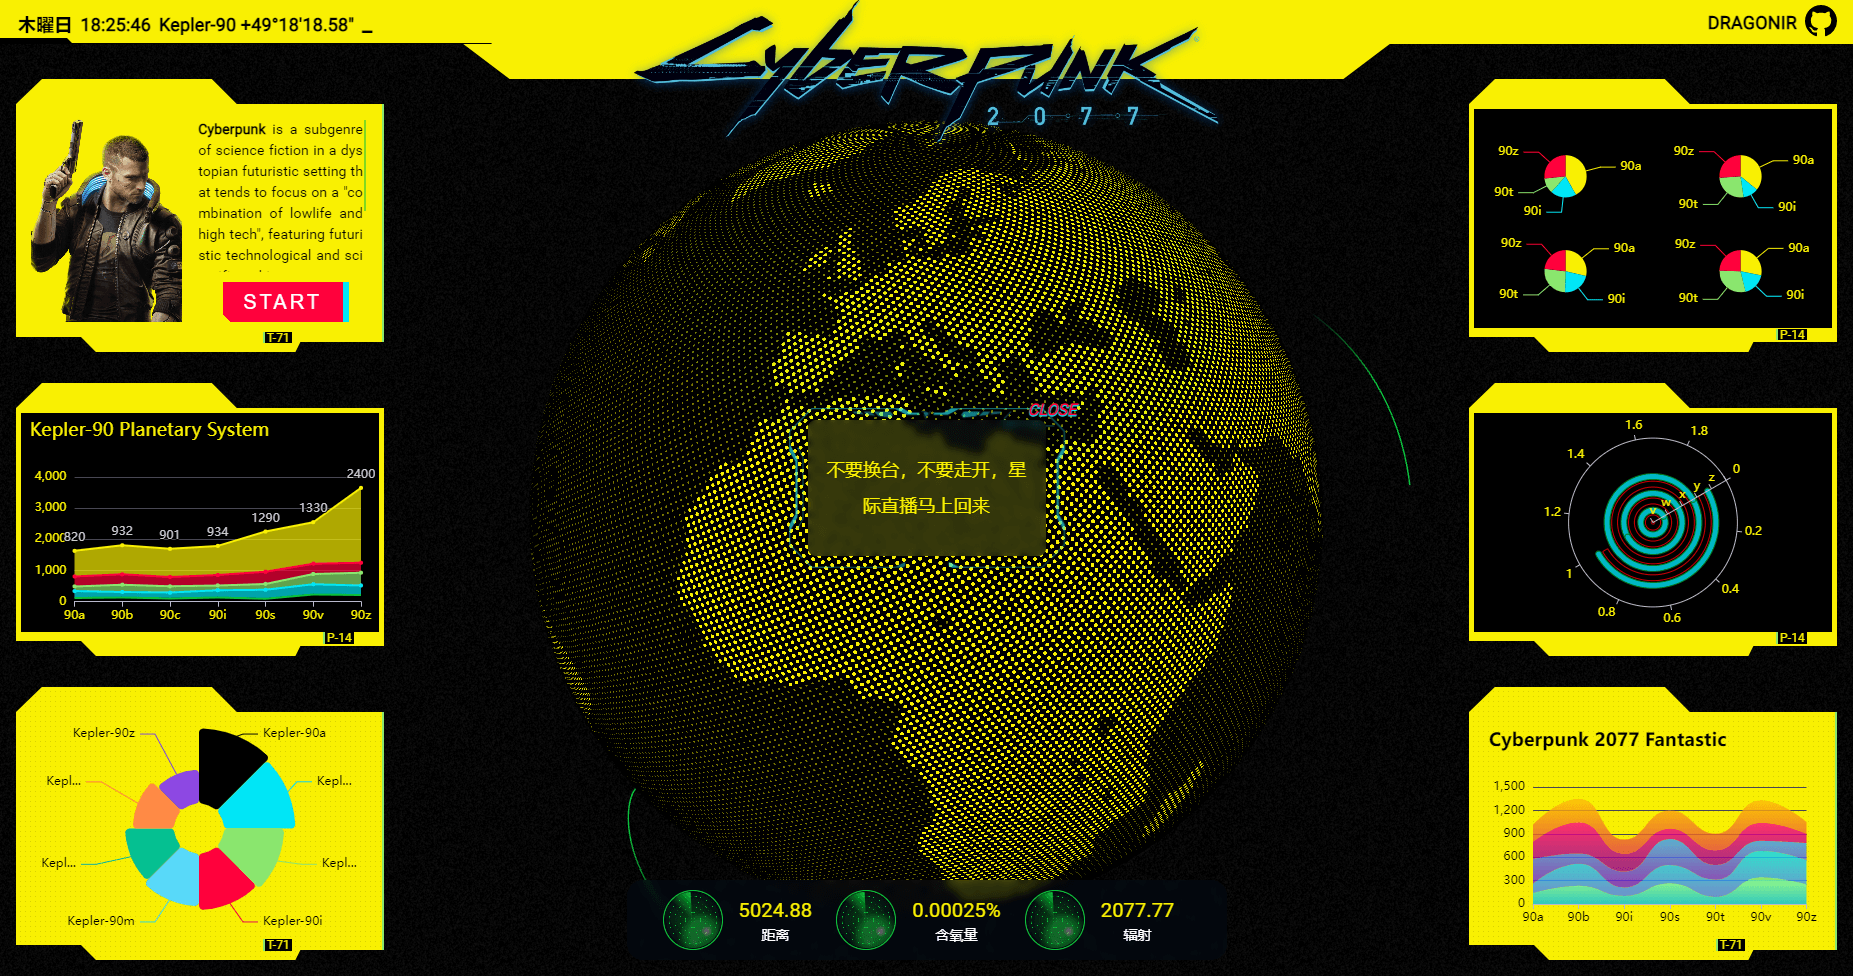 木曜日 18:25:46 Kepler-90 +49°18'18.58" _
CYBERPUNK
2077
DRAGONIR
Cyberpunk is a subgenre
of science fiction in a dys
topian futuristic setting th
at tends to focus on a "co
mbination of lowlife and
high tech", featuring futuri
stic technological and sci
START
T-71
Kepler-90 Planetary System
4,000
3,000
2,000
1,000
0
820
932
901
934
1290
1330
2400
90a 90b 90c 90i 90s 90v 90z
P-14
Kepler-90z
Kepler-90a
Kepl...
Kepl...
Kepl...
Kepl...
Kepler-90m
Kepler-90i
T-71
CLOSE
不要换台，不要走开，星
际直播马上回来
5024.88
距离
0.00025%
含氧量
2077.77
辐射
90z
90a
90t
90i
90z
90a
90t
90i
90z
90a
90t
90i
90z
90a
90t
90i
P-14
1.6
1.8
1.4
0
z
y
x
w
v
1.2
0.2
1
0.4
0.8
0.6
P-14
Cyberpunk 2077 Fantastic
1,500
1,200
900
600
300
0
90a 90b 90i 90s 90t 90v 90z
T-71